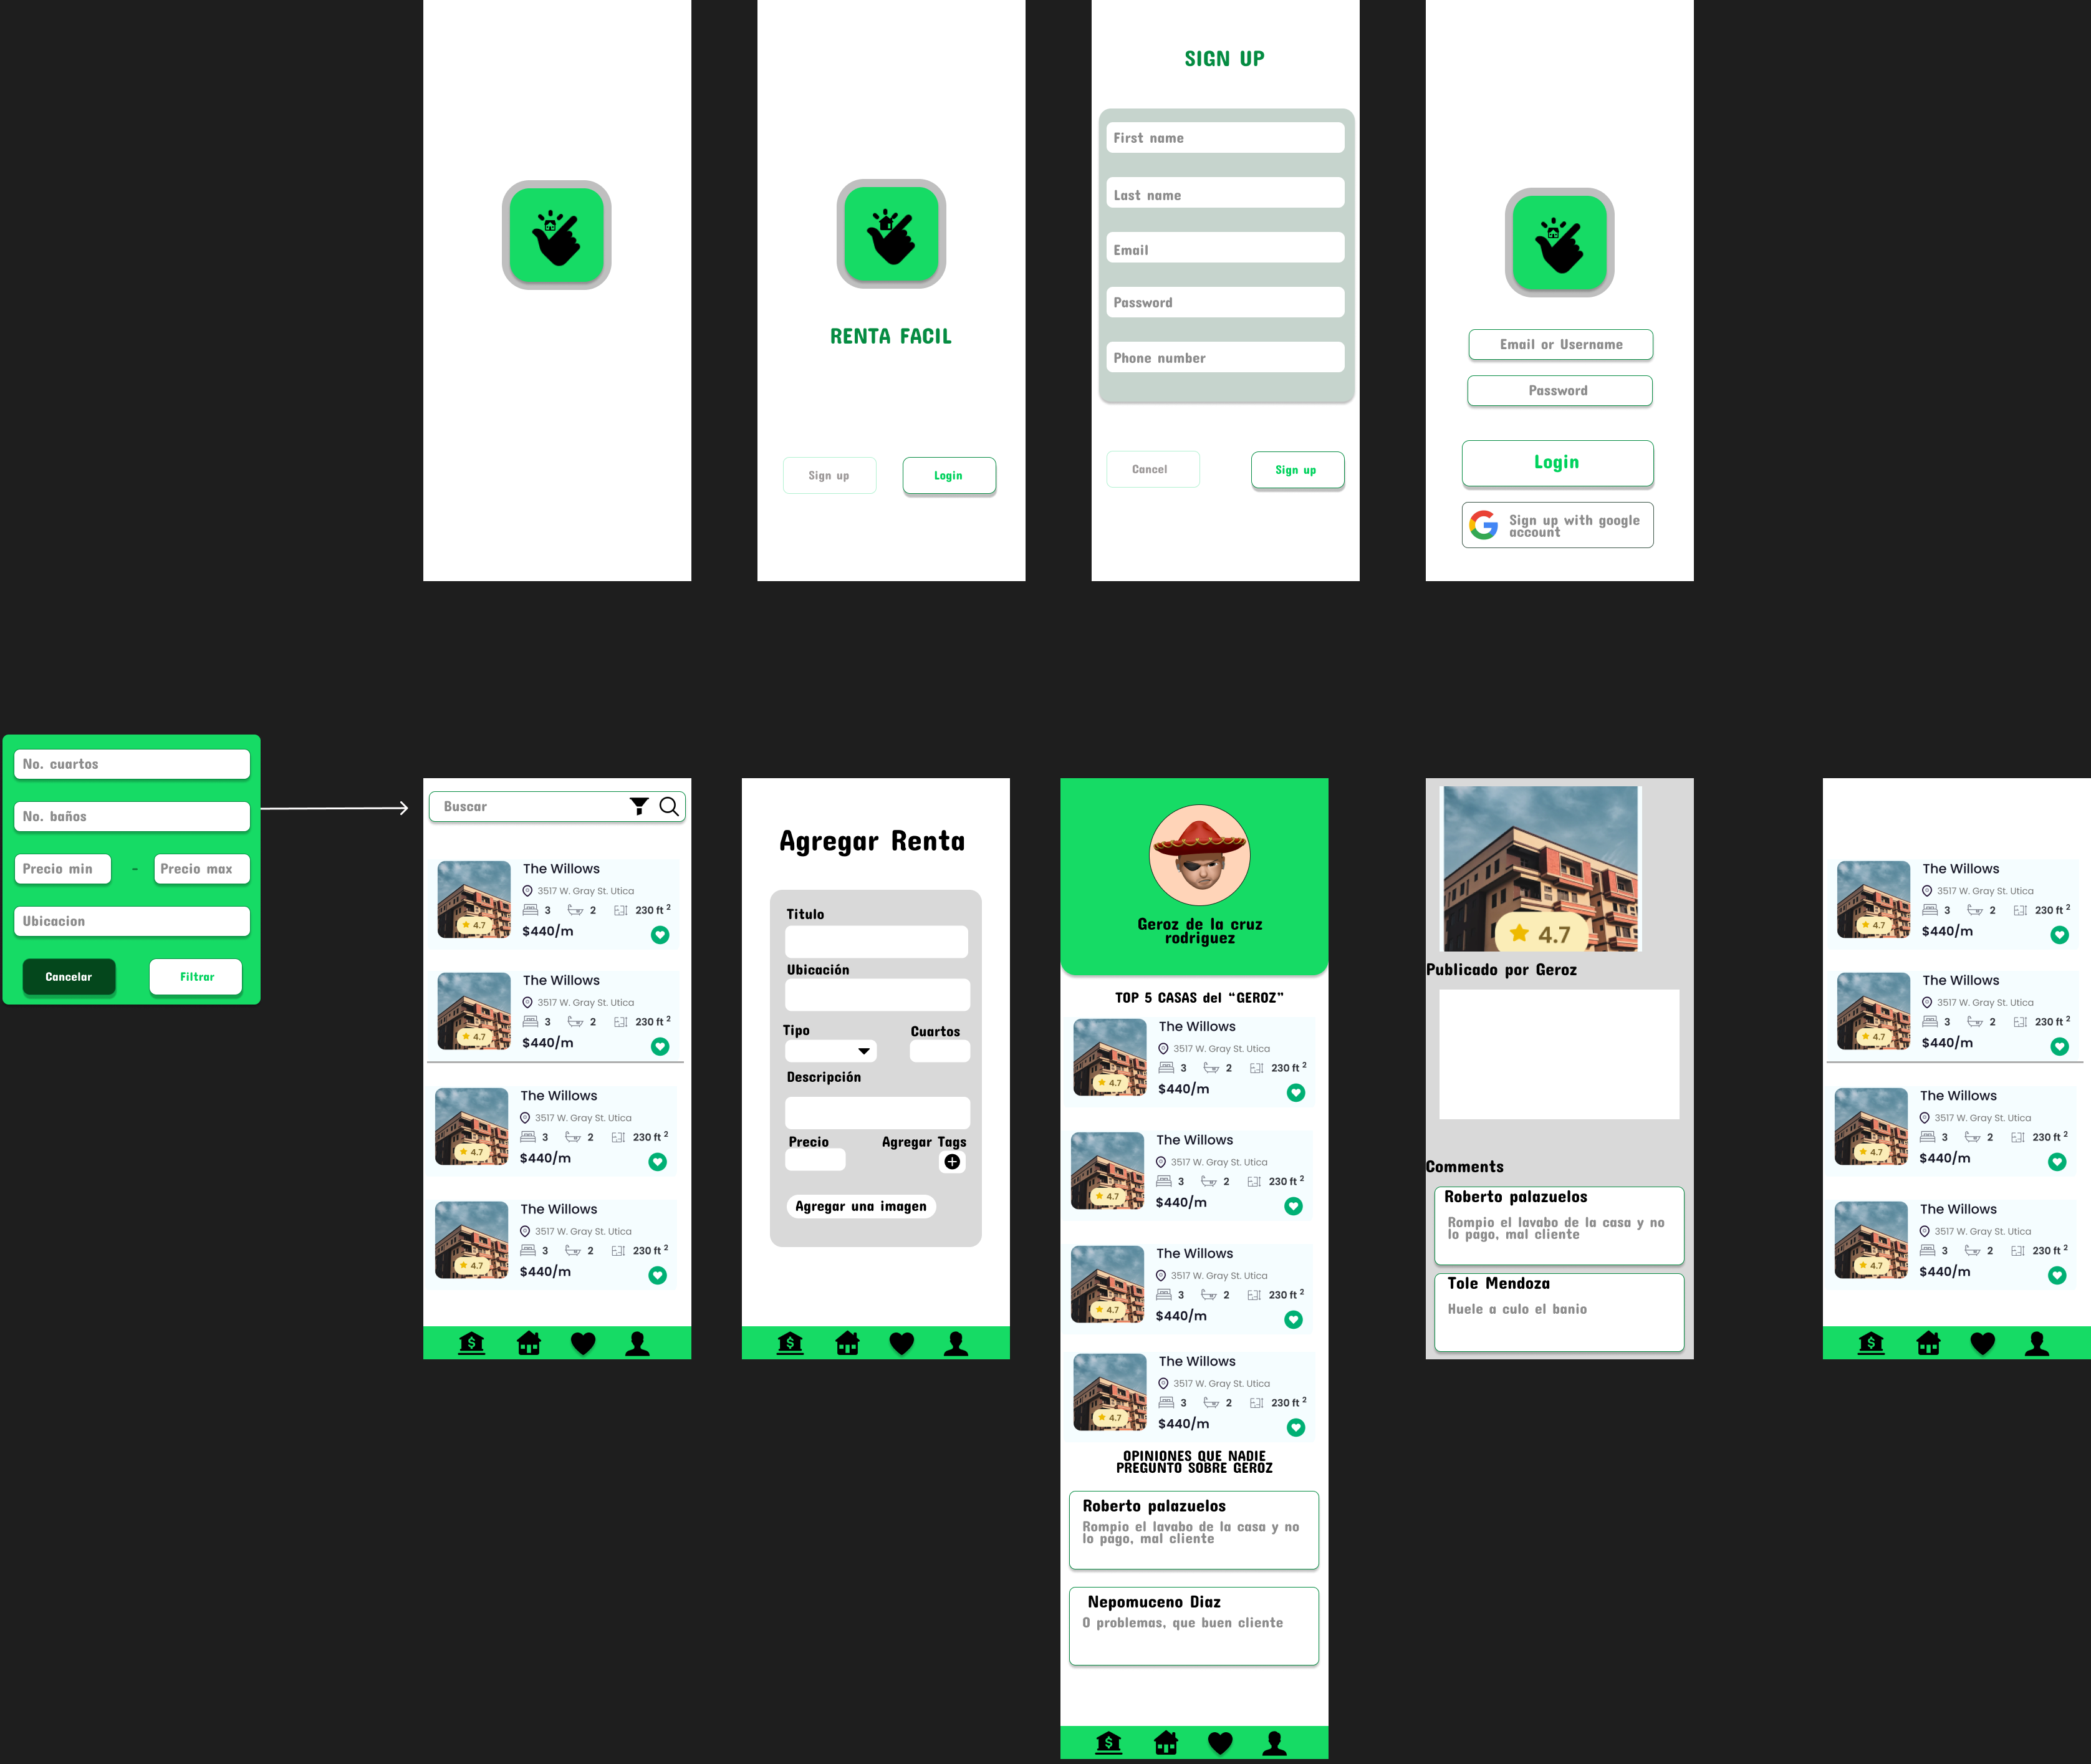 RENTA FACIL
Sign up
Login
SIGN UP
First name
Last name
Email
Password
Phone number
Cancel
Sign up
Email or Username
Password
Login
Sign up with google
account
No. cuartos
No. baños
Precio min
-
Precio max
Ubicacion
Cancelar
Filtrar
Buscar
The Willows
3517 W. Gray St. Utica
3 2 230 ft 2
4.7
$440/m
The Willows
3517 W. Gray St. Utica
3 2 230 ft 2
4.7
$440/m
The Willows
3517 W. Gray St. Utica
3 2 230 ft 2
4.7
$440/m
The Willows
3517 W. Gray St. Utica
3 2 230 ft 2
4.7
$440/m
$
Agregar Renta
Titulo
Ubicación
Tipo
Cuartos
Descripción
Precio
Agregar Tags
Agregar una imagen
$
Geroz de la cruz
rodriguez
TOP 5 CASAS del “GEROZ”
The Willows
3517 W. Gray St. Utica
3 2 230 ft 2
4.7
$440/m
The Willows
3517 W. Gray St. Utica
3 2 230 ft 2
4.7
$440/m
The Willows
3517 W. Gray St. Utica
3 2 230 ft 2
4.7
$440/m
The Willows
3517 W. Gray St. Utica
3 2 230 ft 2
4.7
$440/m
OPINIONES QUE NADIE
PREGUNTO SOBRE GEROZ
Roberto palazuelos
Rompio el lavabo de la casa y no
lo pago, mal cliente
Nepomuceno Diaz
0 problemas, que buen cliente
$
4.7
Publicado por Geroz
Comments
Roberto palazuelos
Rompio el lavabo de la casa y no
lo pago, mal cliente
Tole Mendoza
Huele a culo el banio
The Willows
3517 W. Gray St. Utica
3 2 230 ft 2
4.7
$440/m
The Willows
3517 W. Gray St. Utica
3 2 230 ft 2
4.7
$440/m
The Willows
3517 W. Gray St. Utica
3 2 230 ft 2
4.7
$440/m
The Willows
3517 W. Gray St. Utica
3 2 230 ft 2
4.7
$440/m
$